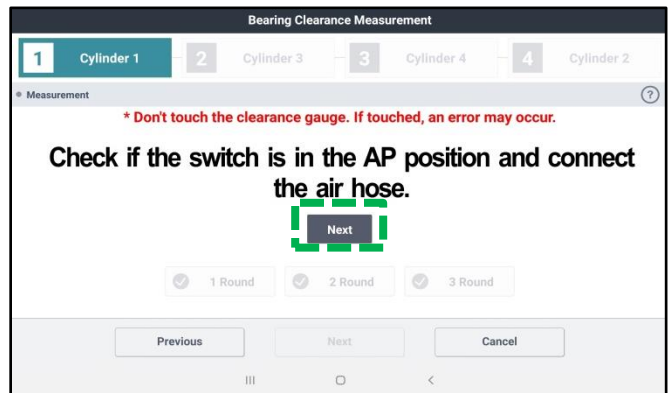 Bearing Clearance Measurement
1 Cylinder 1 2 Cylinder 3 3 Cylinder 4 4 Cylinder 2
Measurement ?
* Don't touch the clearance gauge. If touched, an error may occur.
Check if the switch is in the AP position and connect
the air hose.
Next
1 Round 2 Round 3 Round
Previous Next Cancel